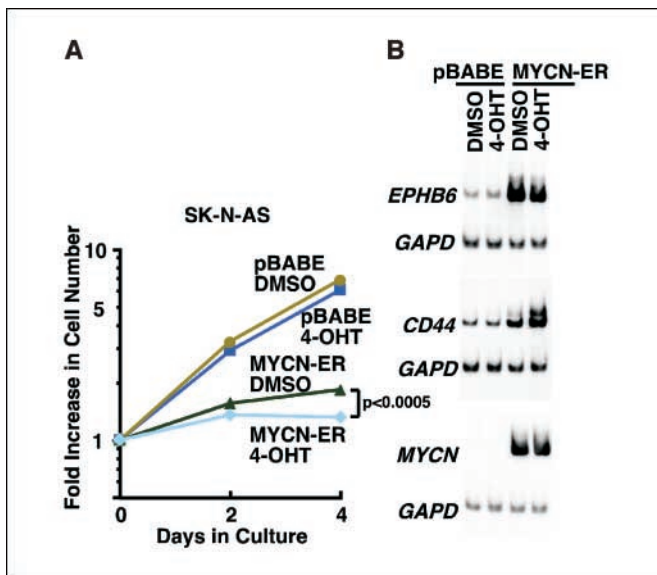 A
SK-N-AS
Fold Increase in Cell Number
10
5
1
pBABE
DMSO
pBABE
4-OHT
MYCN-ER
DMSO
p<0.0005
MYCN-ER
4-OHT
0 2 4
Days in Culture
B
pBABE MYCN-ER
DMSO 4-OHT DMSO 4-OHT
EPHB6
GAPD
CD44
GAPD
MYCN
GAPD